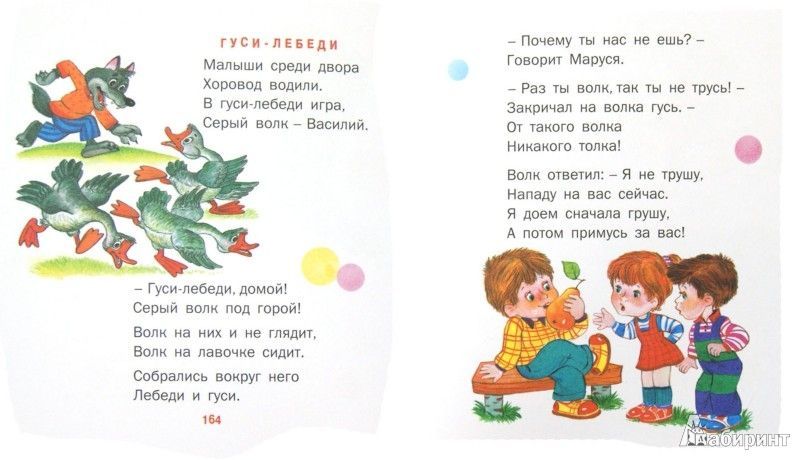 ГУСИ-ЛЕБЕДИ
Малыши среди двора
Хоровод водили.
В гуси-лебеди игра,
Серый волк – Василий.
– Гуси-лебеди, домой!
Серый волк под горой!
Волк на них и не глядит,
Волк на лавочке сидит.
Собрались вокруг него
Лебеди и гуси.
164
– Почему ты нас не ешь? –
Говорит Маруся.
– Раз ты волк, так ты не трусь! –
Закричал на волка гусь. –
От такого волка
Никакого толка!
Волк ответил: – Я не трушу,
Нападу на вас сейчас.
Я доем сначала грушу,
А потом примусь за вас!
Лабиринт